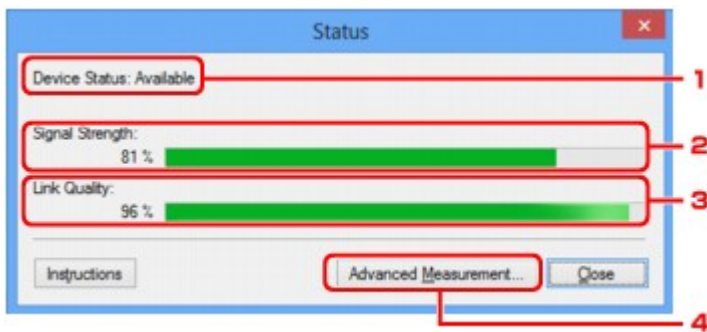 Status
Device Status: Available
1
Signal Strength:
81 %
2
Link Quality:
96 %
3
Instructions
Advanced Measurement...
Close
4